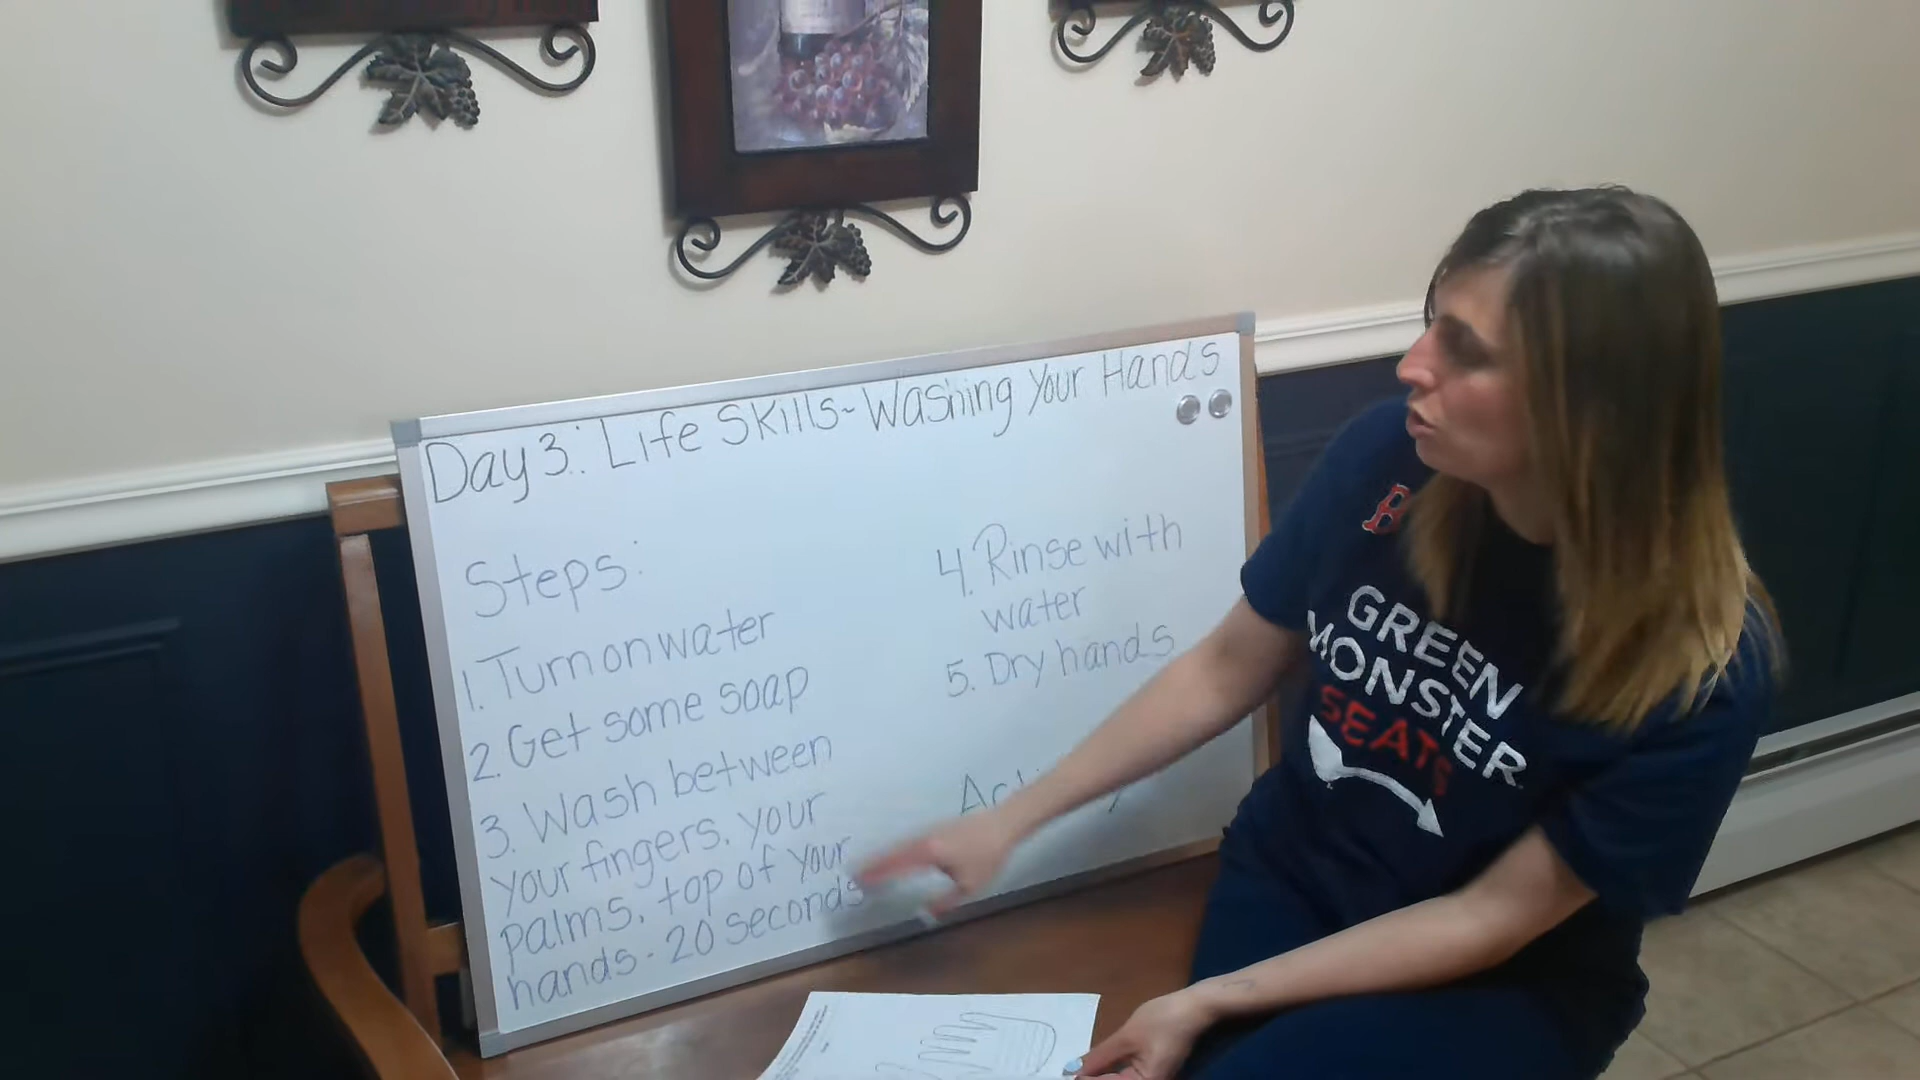 Day 3: Life Skills~Washing Your Hands
Steps:
1. Turn on water
2. Get some soap
3. Wash between
your fingers, your
palms, top of your
hands - 20 seconds
4. Rinse with
water
5. Dry hands
B
GREEN
MONSTER
SEATS